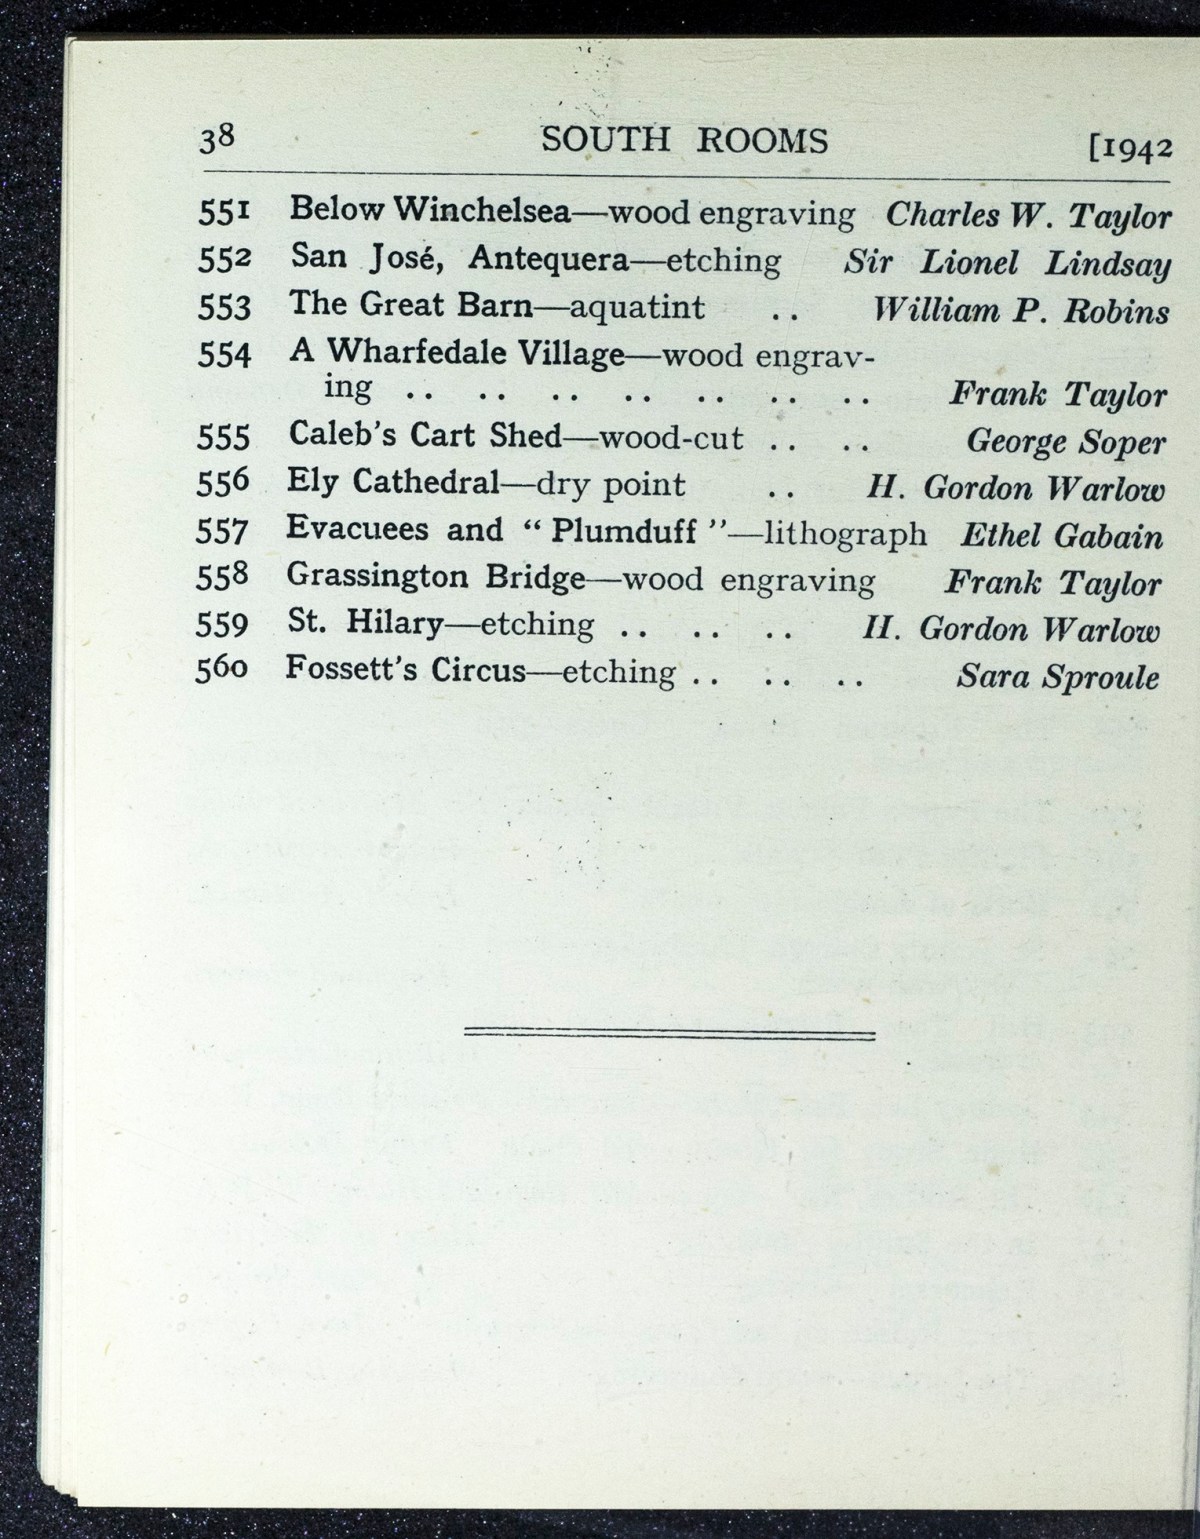 38 SOUTH ROOMS [1942
551 Below Winchelsea—wood engraving Charles W. Taylor
552 San José, Antequera—etching Sir Lionel Lindsay
553 The Great Barn—aquatint .. William P. Robins
554 A Wharfedale Village—wood engrav-
ing .. .. .. .. .. .. .. Frank Taylor
555 Caleb's Cart Shed—wood-cut .. .. George Soper
556 Ely Cathedral—dry point .. H. Gordon Warlow
557 Evacuees and “ Plumduff ”—lithograph Ethel Gabain
558 Grassington Bridge—wood engraving Frank Taylor
559 St. Hilary—etching .. .. .. H. Gordon Warlow
560 Fossett's Circus—etching .. .. .. Sara Sproule